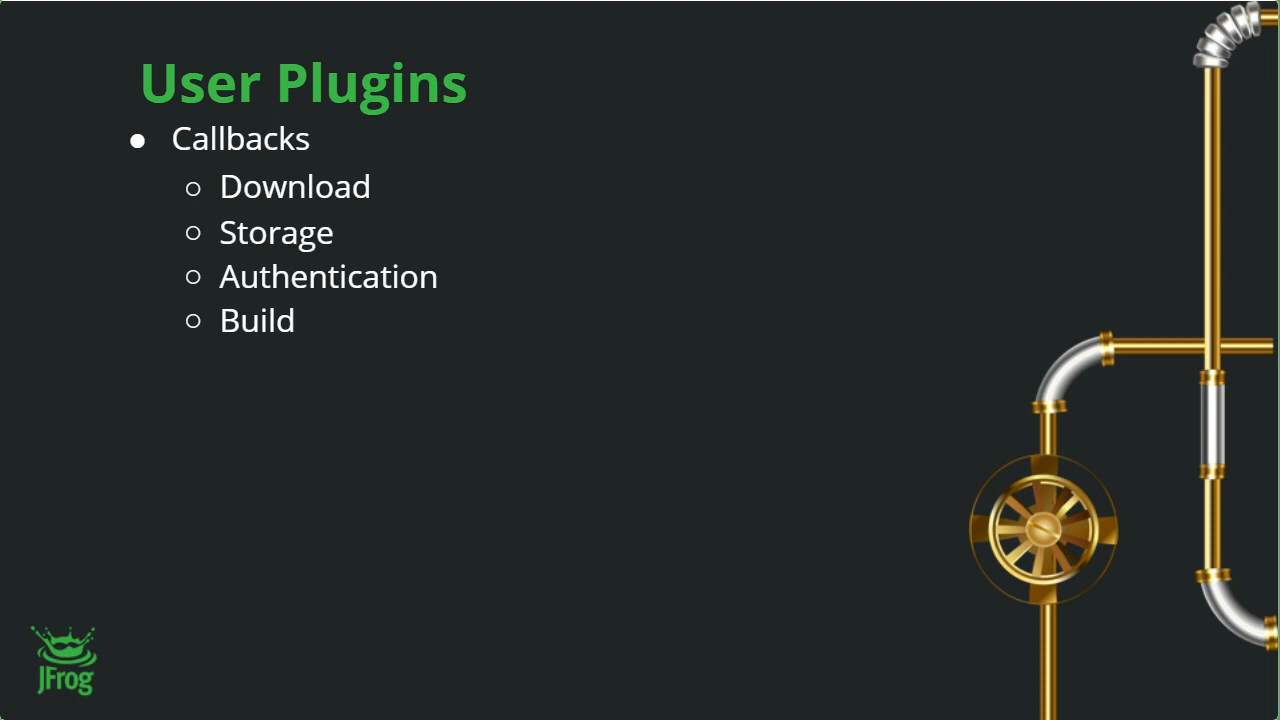 User Plugins
● Callbacks
○ Download
○ Storage
○ Authentication
○ Build
JFrog